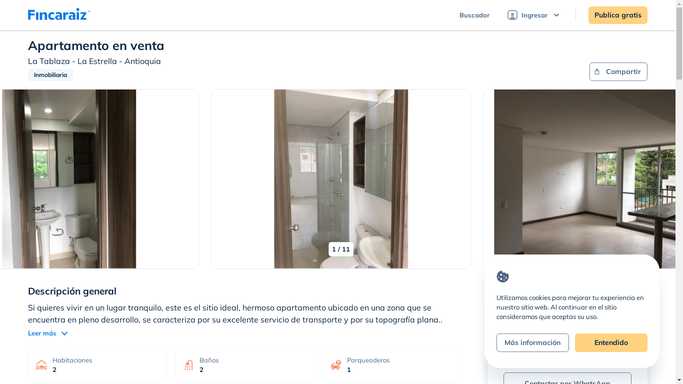 Fincaraíz
Buscador
Ingresar
Publica gratis
Apartamento en venta
La Tablaza - La Estrella - Antioquia
Inmobiliaria
Compartir
1 / 11
Descripción general
Si quieres vivir en un lugar tranquilo, este es el sitio ideal, hermoso apartamento ubicado en una zona que se
encuentra en pleno desarrollo, se caracteriza por su excelente servicio de transporte y por su topografía plana..
Leer más
Habitaciones
2
Baños
2
Parqueaderos
1
Utilizamos cookies para mejorar tu experiencia en
nuestro sitio web. Al continuar en el sitio
consideramos que aceptas su uso.
Más información
Entendido
Contactar por WhatsApp